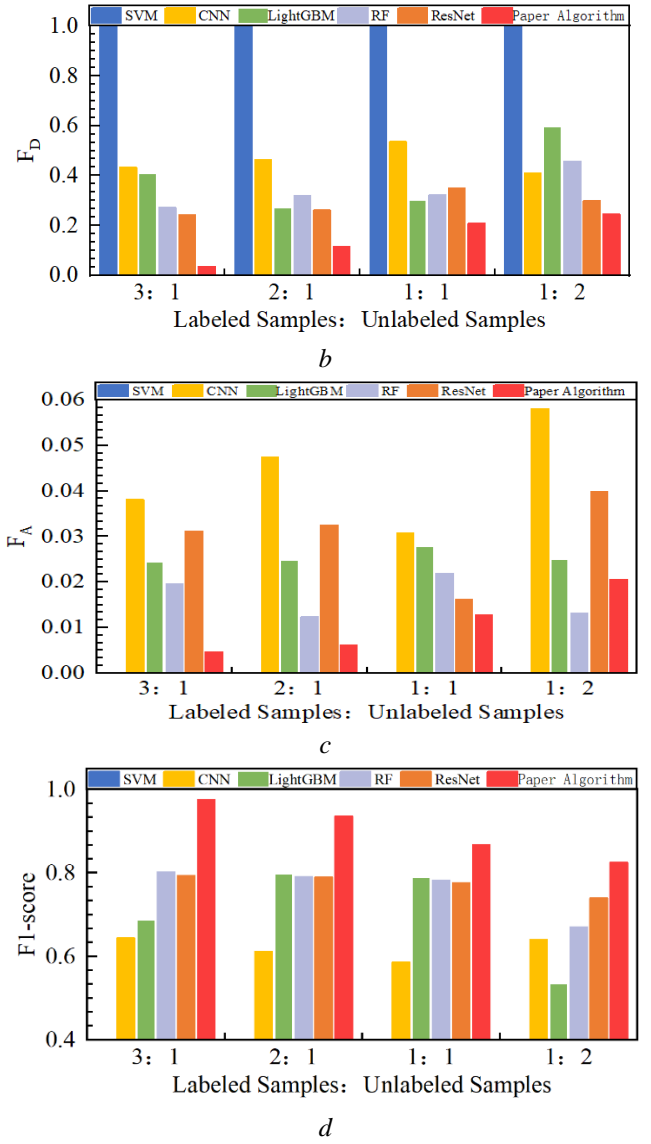 SVM CNN LightGBM RF ResNet Paper Algorithm
1.0
0.8
0.6
0.4
0.2
0.0
F_D
3：1 2：1 1：1 1：2
Labeled Samples：Unlabeled Samples
b
SVM CNN LightGBM RF ResNet Paper Algorithm
0.06
0.05
0.04
0.03
0.02
0.01
0.00
F_A
3：1 2：1 1：1 1：2
Labeled Samples：Unlabeled Samples
c
SVM CNN LightGBM RF ResNet Paper Algorithm
1.0
0.8
0.6
0.4
F1-score
3：1 2：1 1：1 1：2
Labeled Samples：Unlabeled Samples
d